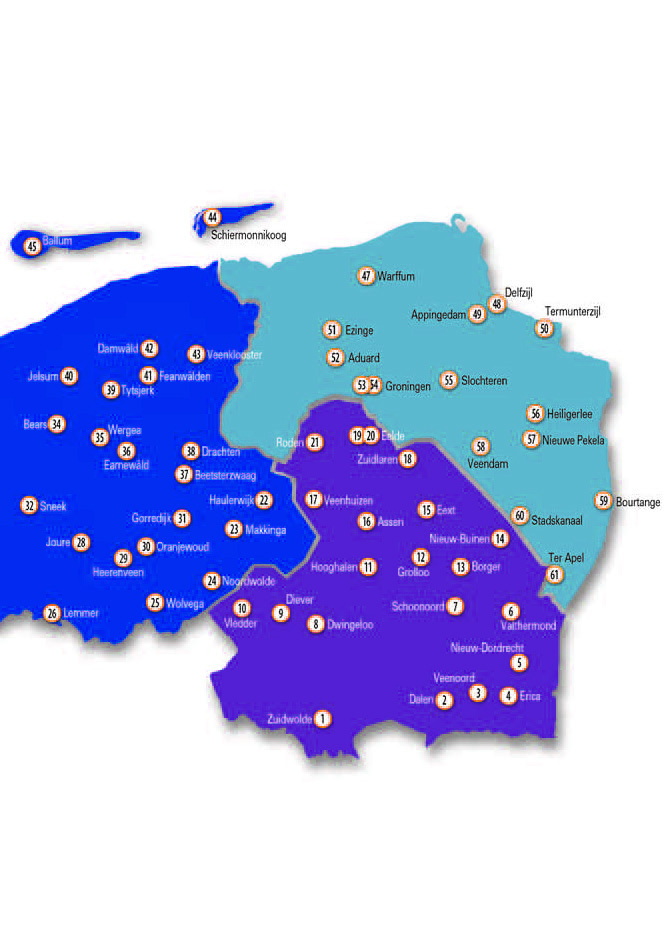 44
Schiermonnikoog
45 Ballum
47 Warffum
Delfzijl
48
Appingedam 49
Termunterzijl
50
51 Ezinge
Damwâld 42
43 Veenklooster
52 Aduard
Jelsum 40
41 Fearnwâlden
39
Tytsjerk
53 54 Groningen
55 Slochteren
56 Heiligerlee
Bears 34
Wergea
35
36
Earnewâld
38 Drachten
Roden 21
19 20 Eelde
57 Nieuwe Pekela
58
Veendam
Zuidlaren 18
37 Beetsterzwaag
32 Sneek
Haulerwijk 22
17 Veenhuizen
15 Eext
59 Bourtange
Gorredijk 31
23 Makkinga
16 Assen
60 Stadskanaal
Joure 28
30 Oranjewoud
29
Heerenveen
Nieuw-Buinen 14
Hooghalen 11
12
Grolloo
13 Borger
Ter Apel
61
24 Noordwolde
25 Wolvega
26 Lemmer
10
Vledder
Diever
9
8 Dwingeloo
Schoonoord 7
6
Valthermond
Nieuw-Dordrecht
5
Veenoord
Dalen 2
3
4 Erica
Zuidwolde 1